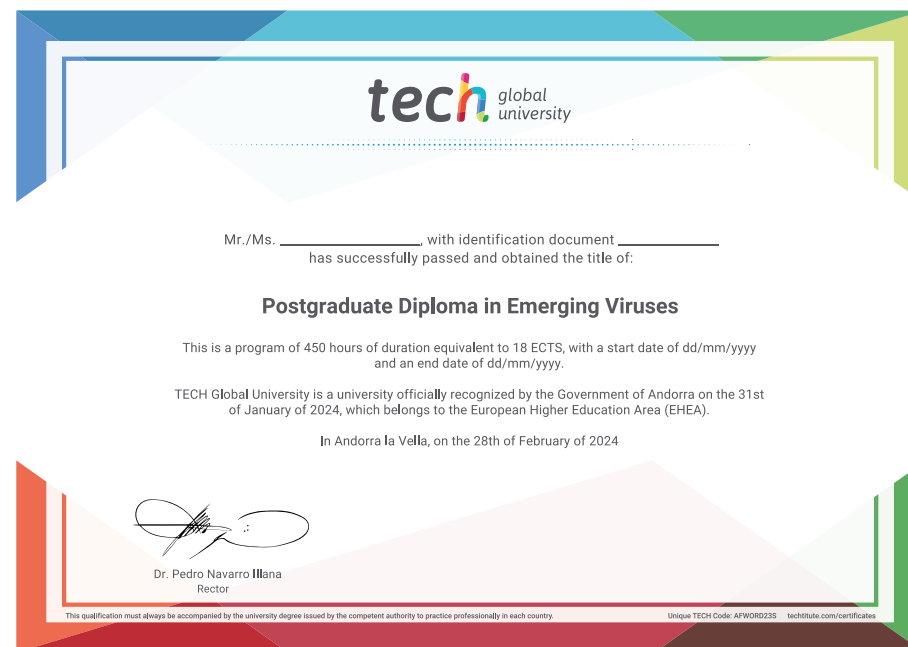 tech global university
Mr./Ms. ____________________, with identification document ______________
has successfully passed and obtained the title of:
Postgraduate Diploma in Emerging Viruses
This is a program of 450 hours of duration equivalent to 18 ECTS, with a start date of dd/mm/yyyy
and an end date of dd/mm/yyyy.
TECH Global University is a university officially recognized by the Government of Andorra on the 31st
of January of 2024, which belongs to the European Higher Education Area (EHEA).
In Andorra la Vella, on the 28th of February of 2024
Dr. Pedro Navarro Illana
Rector
This qualification must always be accompanied by the university degree issued by the competent authority to practice professionally in each country. Unique TECH Code: AFWORD23S techtitute.com/certificates